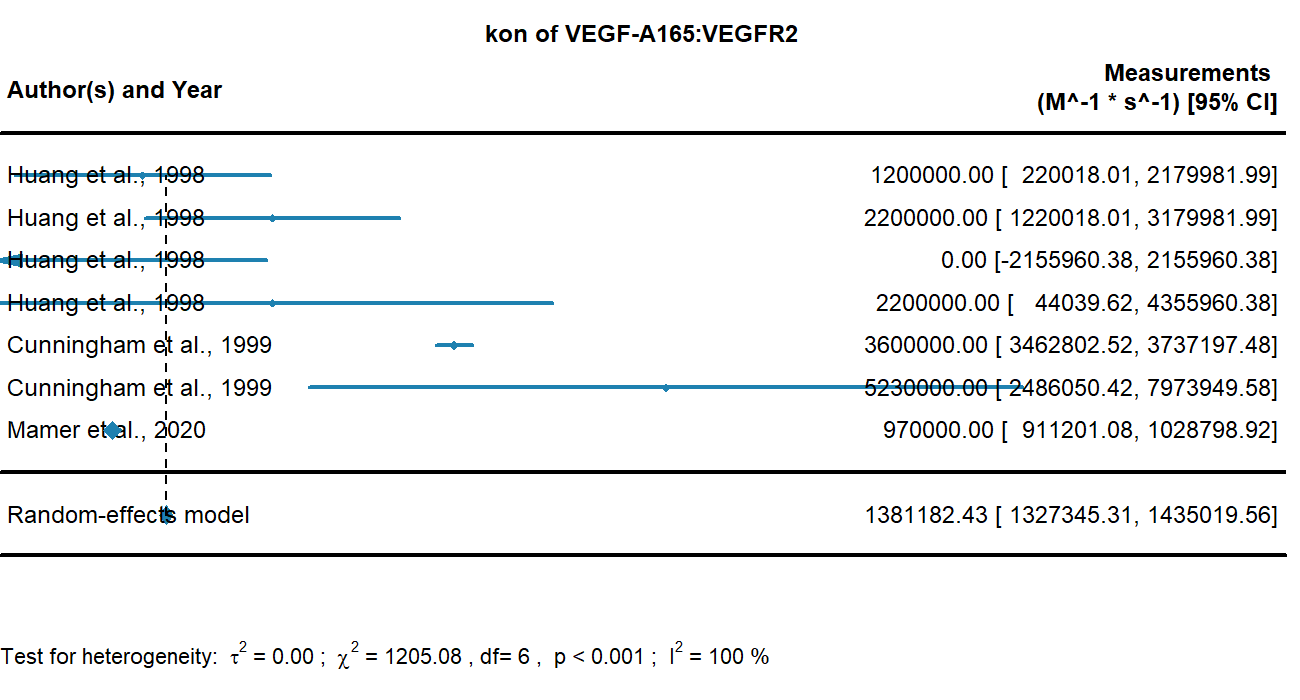 kon of VEGF-A165:VEGFR2
Author(s) and Year
Measurements
(M^-1 * s^-1) [95% CI]
Huang et al., 1998 1200000.00 [ 220018.01, 2179981.99]
Huang et al., 1998 2200000.00 [ 1220018.01, 3179981.99]
Huang et al., 1998 0.00 [-2155960.38, 2155960.38]
Huang et al., 1998 2200000.00 [ 44039.62, 4355960.38]
Cunningham et al., 1999 3600000.00 [ 3462802.52, 3737197.48]
Cunningham et al., 1999 5230000.00 [ 2486050.42, 7973949.58]
Mamer et al., 2020 970000.00 [ 911201.08, 1028798.92]
Random-effects model 1381182.43 [ 1327345.31, 1435019.56]
Test for heterogeneity: τ² = 0.00 ; χ² = 1205.08 , df= 6 , p < 0.001 ; I² = 100 %